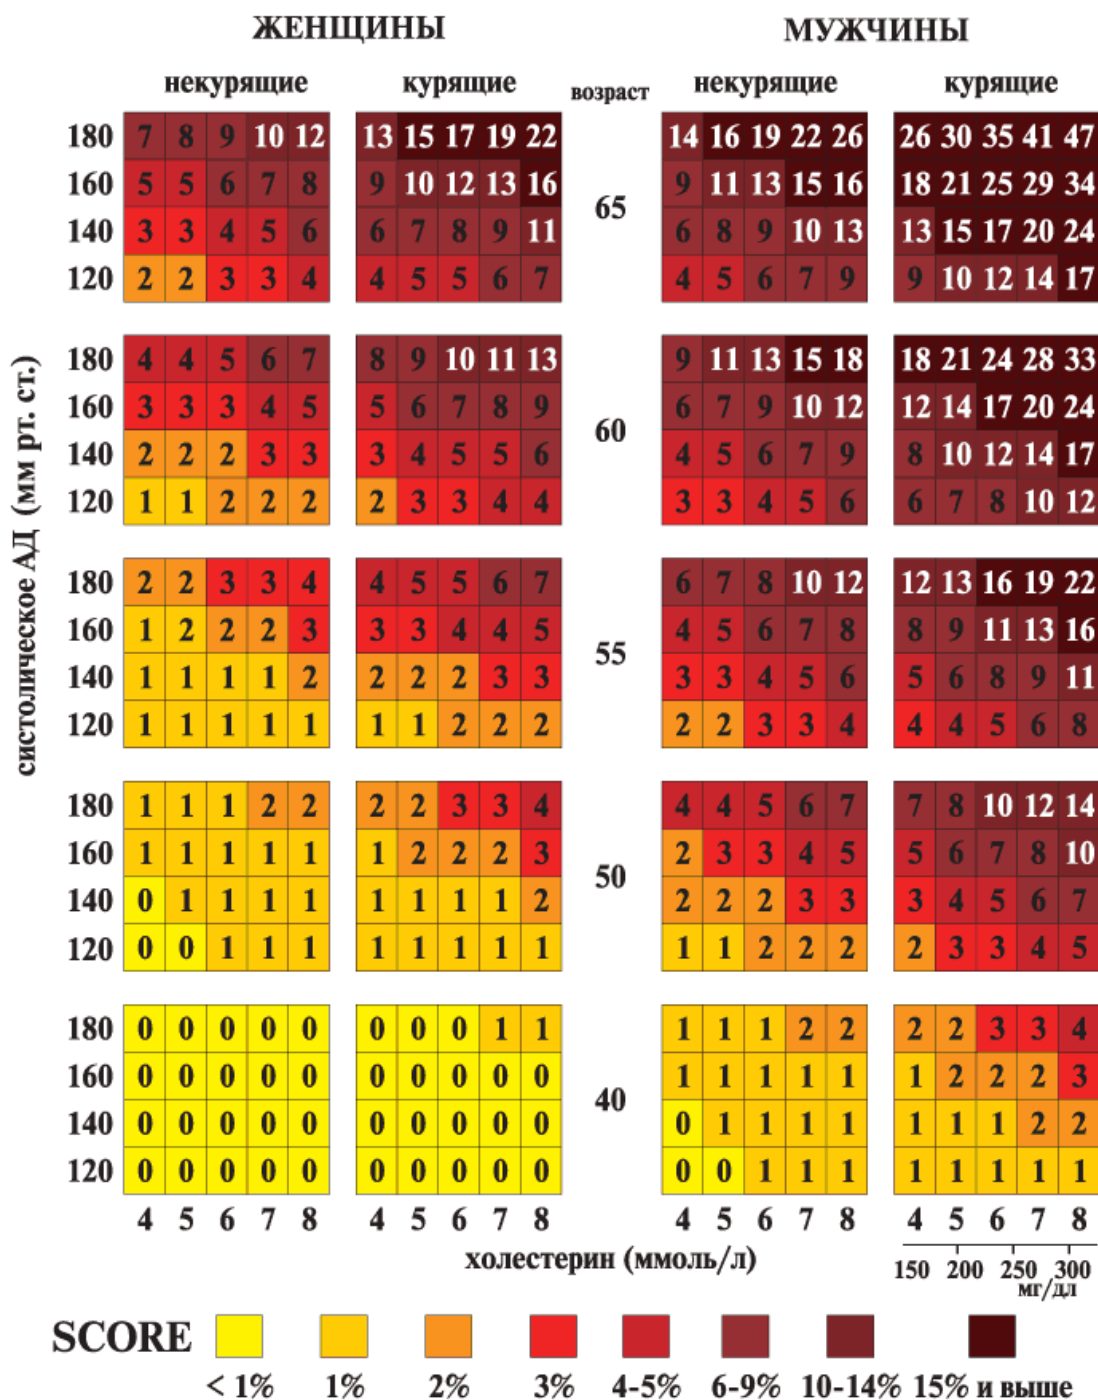 ЖЕНЩИНЫ МУЖЧИНЫ
некурящие курящие возраст некурящие курящие
180 7 8 9 10 12 13 15 17 19 22 14 16 19 22 26 26 30 35 41 47
160 5 5 6 7 8 9 10 12 13 16 9 11 13 15 16 18 21 25 29 34
65
140 3 3 4 5 6 6 7 8 9 11 6 8 9 10 13 13 15 17 20 24
120 2 2 3 3 4 4 5 5 6 7 4 5 6 7 9 9 10 12 14 17
систолическое АД (мм рт. ст.)
180 4 4 5 6 7 8 9 10 11 13 9 11 13 15 18 18 21 24 28 33
160 3 3 3 4 5 5 6 7 8 9 6 7 9 10 12 12 14 17 20 24
60
140 2 2 2 3 3 3 4 5 5 6 4 5 6 7 9 8 10 12 14 17
120 1 1 2 2 2 2 3 3 4 4 3 3 4 5 6 6 7 8 10 12
180 2 2 3 3 4 4 5 5 6 7 6 7 8 10 12 12 13 16 19 22
160 1 2 2 2 3 3 3 4 4 5 4 5 6 7 8 8 9 11 13 16
55
140 1 1 1 1 2 2 2 2 3 3 3 3 4 5 6 5 6 8 9 11
120 1 1 1 1 1 1 1 2 2 2 2 2 3 3 4 4 4 5 6 8
180 1 1 1 2 2 2 2 3 3 4 4 4 5 6 7 7 8 10 12 14
160 1 1 1 1 1 1 2 2 2 3 2 3 3 4 5 5 6 7 8 10
50
140 0 1 1 1 1 1 1 1 1 2 2 2 2 3 3 3 4 5 6 7
120 0 0 1 1 1 1 1 1 1 1 1 1 2 2 2 2 3 3 4 5
180 0 0 0 0 0 0 0 0 1 1 1 1 1 2 2 2 2 3 3 4
160 0 0 0 0 0 0 0 0 0 0 1 1 1 1 1 1 2 2 2 3
40
140 0 0 0 0 0 0 0 0 0 0 0 1 1 1 1 1 1 1 2 2
120 0 0 0 0 0 0 0 0 0 0 0 0 1 1 1 1 1 1 1 1
4 5 6 7 8 4 5 6 7 8 4 5 6 7 8 4 5 6 7 8
холестерин (ммоль/л)
150 200 250 300
мг/дл
SCORE
< 1% 1% 2% 3% 4-5% 6-9% 10-14% 15% и выше